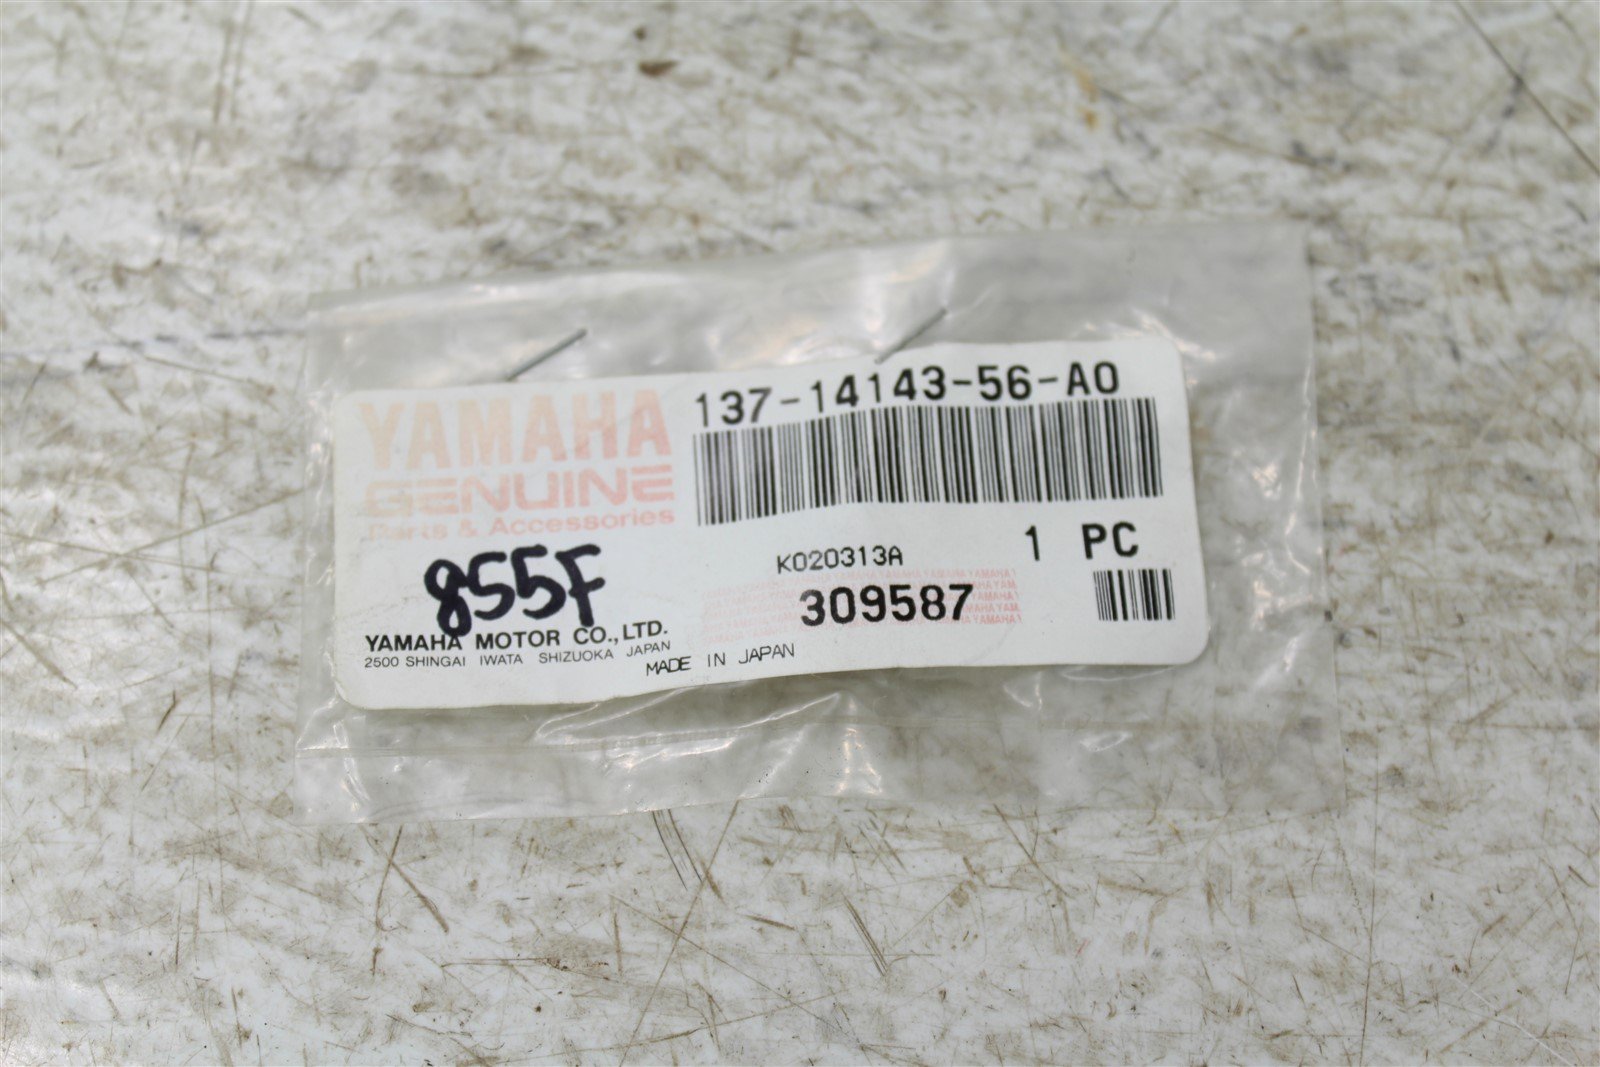 YAMAHA
GENUINE
Parts & Accessories
137-14143-56-A0
1 PC
K020313A
309587
855F
YAMAHA MOTOR CO., LTD.
2500 SHINGAI IWATA SHIZUOKA JAPAN
MADE IN JAPAN